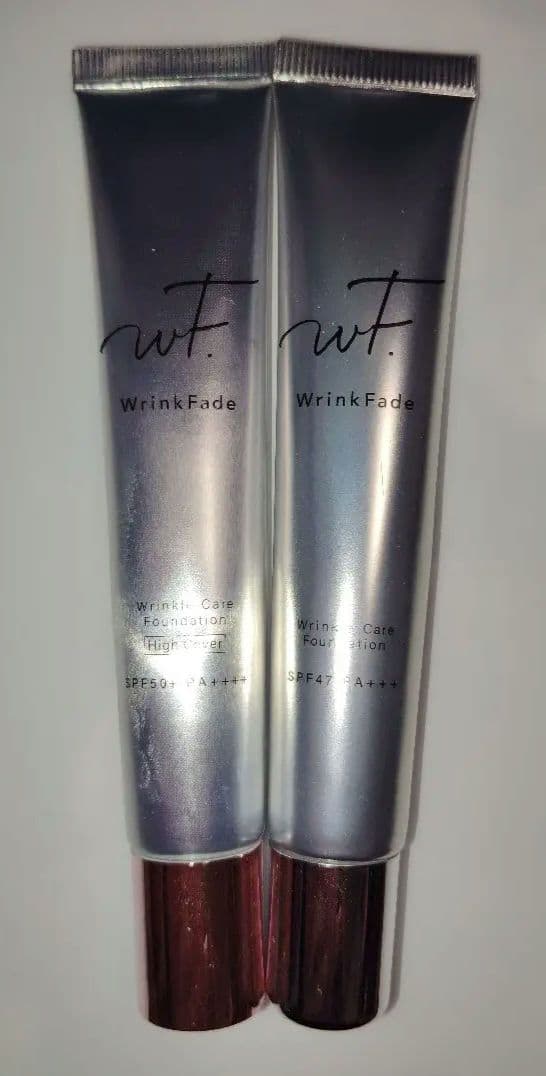 wF.
WrinkFade
Wrinkle Care
Foundation
High Cover
SPF50+ PA++++
wF.
WrinkFade
Wrinkle Care
Foundation
SPF47 PA+++